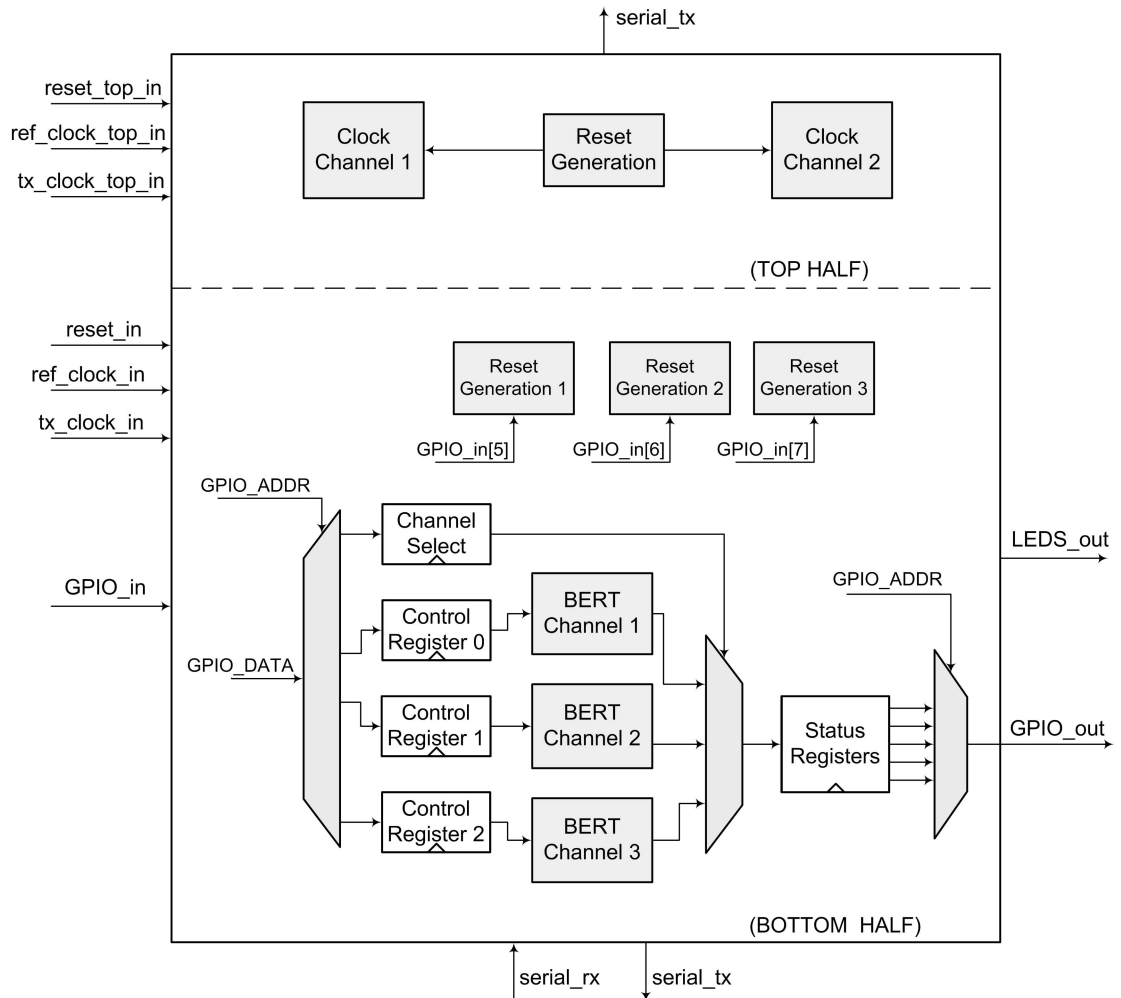 serial_tx
reset_top_in
ref_clock_top_in
tx_clock_top_in
Clock
Channel 1
Reset
Generation
Clock
Channel 2
(TOP HALF)
reset_in
ref_clock_in
tx_clock_in
Reset
Generation 1
Reset
Generation 2
Reset
Generation 3
GPIO_in[5]
GPIO_in[6]
GPIO_in[7]
GPIO_ADDR
Channel
Select
GPIO_in
GPIO_DATA
Control
Register 0
BERT
Channel 1
Control
Register 1
BERT
Channel 2
Control
Register 2
BERT
Channel 3
GPIO_ADDR
LEDS_out
Status
Registers
GPIO_out
(BOTTOM HALF)
serial_rx
serial_tx